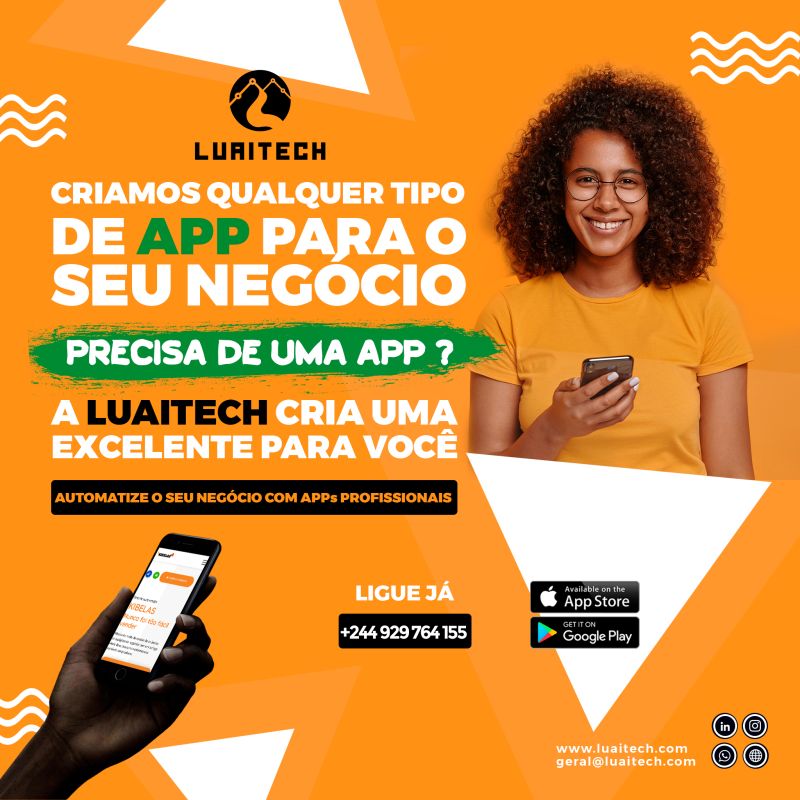 LUAITECH
CRIAMOS QUALQUER TIPO
DE APP PARA O
SEU NEGÓCIO
PRECISA DE UMA APP ?
A LUAITECH CRIA UMA
EXCELENTE PARA VOCÊ
AUTOMATIZE O SEU NEGÓCIO COM APPs PROFISSIONAIS
KIBELAS
LIGUE JÁ
+244 929 764 155
Available on the
App Store
GET IT ON
Google Play
www.luaitech.com
geral@luaitech.com